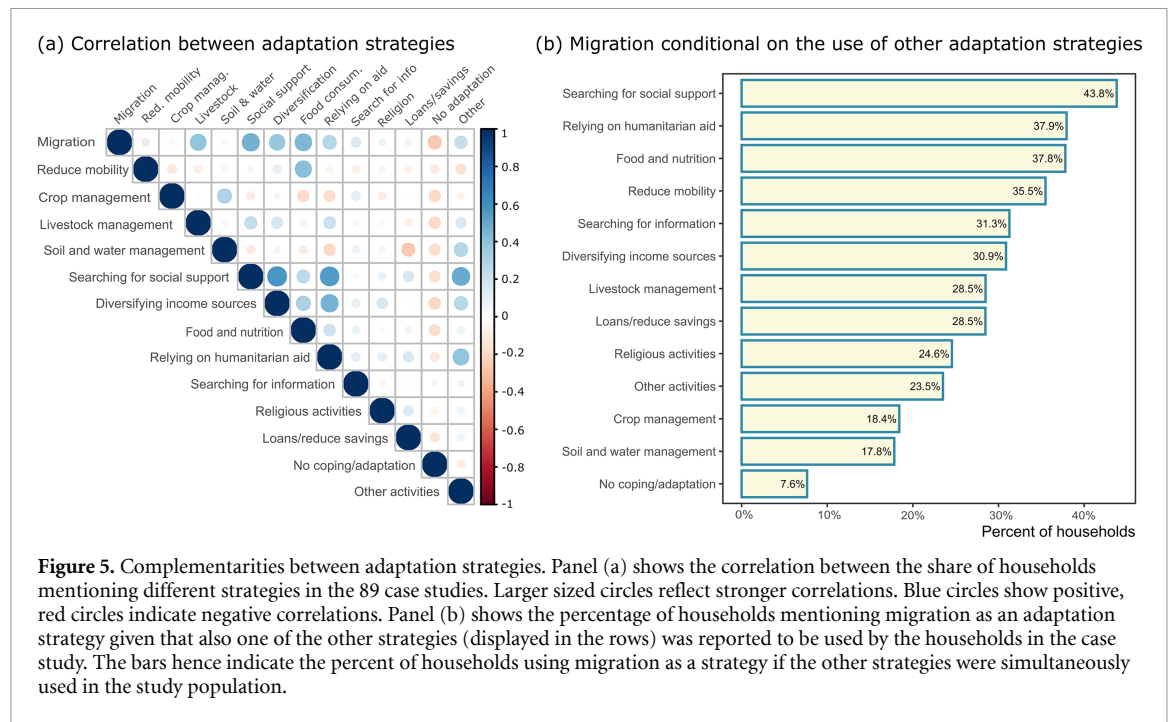 (a) Correlation between adaptation strategies
Migration
Red. mobility
Crop manag.
Livestock
Soil & water
Social support
Diversification
Food consum.
Relying on aid
Search for info
Religion
Loans/savings
No adaptation
Other
Migration
Reduce mobility
Crop management
Livestock management
Soil and water management
Searching for social support
Diversifying income sources
Food and nutrition
Relying on humanitarian aid
Searching for information
Religious activities
Loans/reduce savings
No coping/adaptation
Other activities
1
0.8
0.6
0.4
0.2
0
-0.2
-0.4
-0.6
-0.8
-1
(b) Migration conditional on the use of other adaptation strategies
Searching for social support 43.8%
Relying on humanitarian aid 37.9%
Food and nutrition 37.8%
Reduce mobility 35.5%
Searching for information 31.3%
Diversifying income sources 30.9%
Livestock management 28.5%
Loans/reduce savings 28.5%
Religious activities 24.6%
Other activities 23.5%
Crop management 18.4%
Soil and water management 17.8%
No coping/adaptation 7.6%
0% 10% 20% 30% 40%
Percent of households
Figure 5. Complementarities between adaptation strategies. Panel (a) shows the correlation between the share of households
mentioning different strategies in the 89 case studies. Larger sized circles reflect stronger correlations. Blue circles show positive,
red circles indicate negative correlations. Panel (b) shows the percentage of households mentioning migration as an adaptation
strategy given that also one of the other strategies (displayed in the rows) was reported to be used by the households in the case
study. The bars hence indicate the percent of households using migration as a strategy if the other strategies were simultaneously
used in the study population.